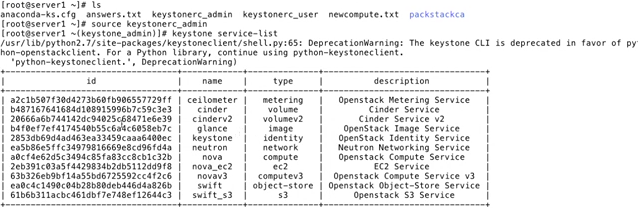 [root@server1 ~]# ls
anaconda-ks.cfg answers.txt keystonerc_admin keystonerc_user newcompute.txt packstackca
[root@server1 ~]# source keystonerc_admin
[root@server1 ~(keystone_admin)]# keystone service-list
/usr/lib/python2.7/site-packages/keystoneclient/shell.py:65: DeprecationWarning: The keystone CLI is deprecated in favor of pyt
hon-openstackclient. For a Python library, continue using python-keystoneclient.
'python-keystoneclient.', DeprecationWarning)
| id | name | type | description |
| a2c1b507f30d4273b60fb906557729ff | ceilometer | metering | Openstack Metering Service |
| b487167641684d108915996b7c59c3e3 | cinder | volume | Cinder Service |
| 20666a6b744142dc94025c68471e6e39 | cinderv2 | volumev2 | Cinder Service v2 |
| b4f0ef7ef4174540b55c6a4c6058eb7c | glance | image | OpenStack Image Service |
| 2853db69d4ad463ea33459caaa6400ec | keystone | identity | OpenStack Identity Service |
| ea5b86e5ffc34979816669e8cd96fd4a | neutron | network | Neutron Networking Service |
| a0cf4e62d5c3494c85fa83cc8cb1c32b | nova | compute | Openstack Compute Service |
| 2eb391c03a5f4429834b2db5112dd9f8 | nova_ec2 | ec2 | EC2 Service |
| 63b326eb9bf14a55bd6725592cc4f2c6 | novav3 | computev3 | Openstack Compute Service v3 |
| ea0c4c1490c04b28b80deb446d4a826b | swift | object-store | Openstack Object-Store Service |
| 61b6b311acbc461dbf7e748ef12644c3 | swift_s3 | s3 | Openstack S3 Service |